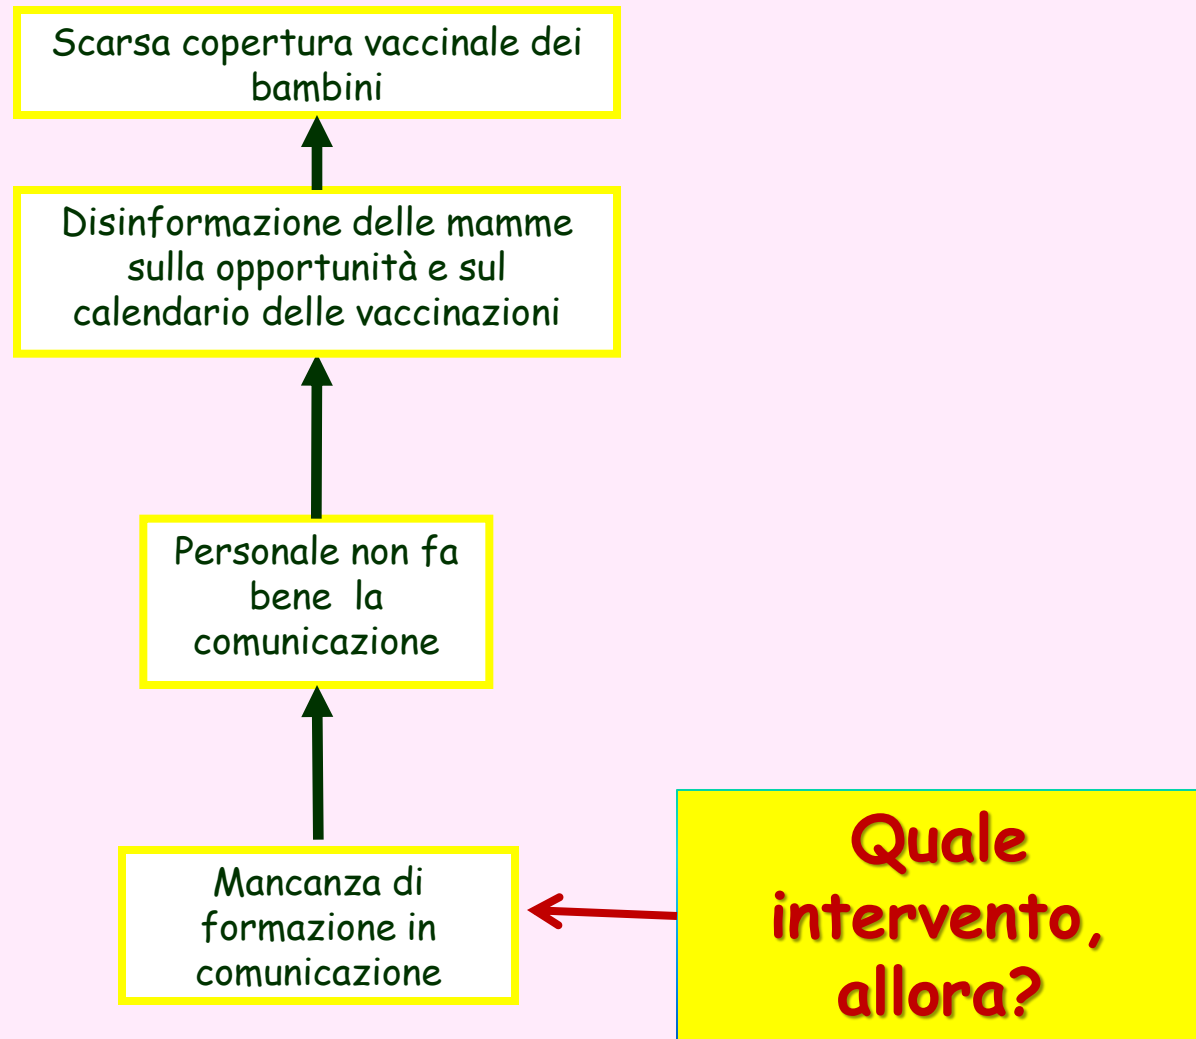 Scarsa copertura vaccinale dei
bambini
Disinformazione delle mamme
sulla opportunità e sul
calendario delle vaccinazioni
Personale non fa
bene la
comunicazione
Mancanza di
formazione in
comunicazione
Quale
intervento,
allora?